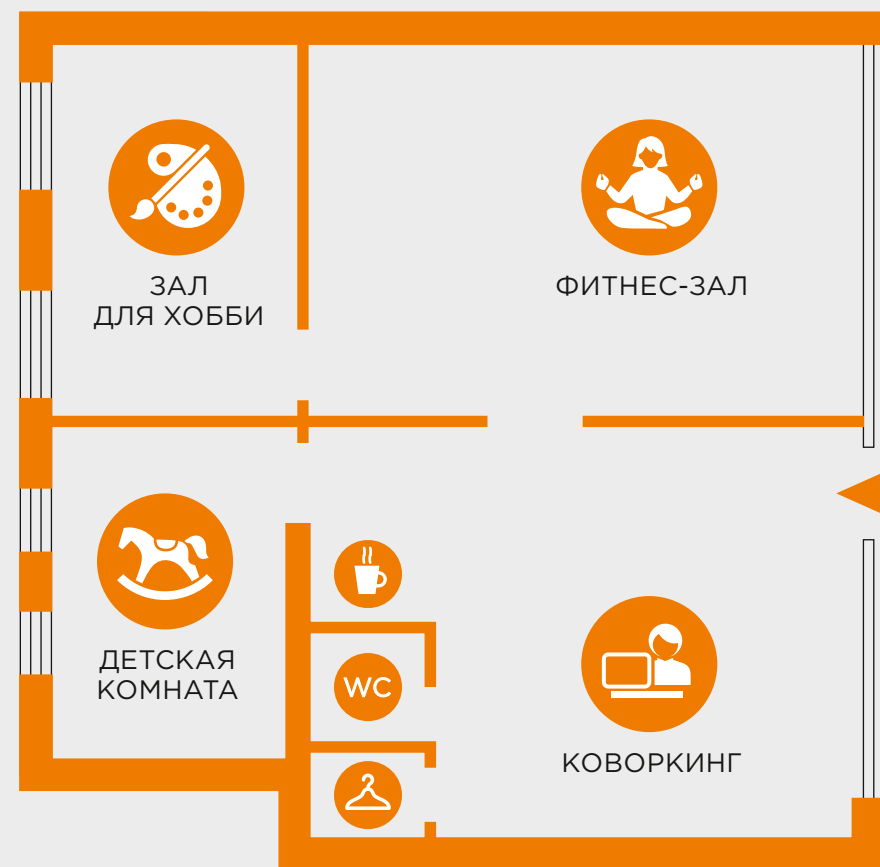 ЗАЛ
ДЛЯ ХОББИ
ФИТНЕС-ЗАЛ
ДЕТСКАЯ
КОМНАТА
WC
КОВОРКИНГ